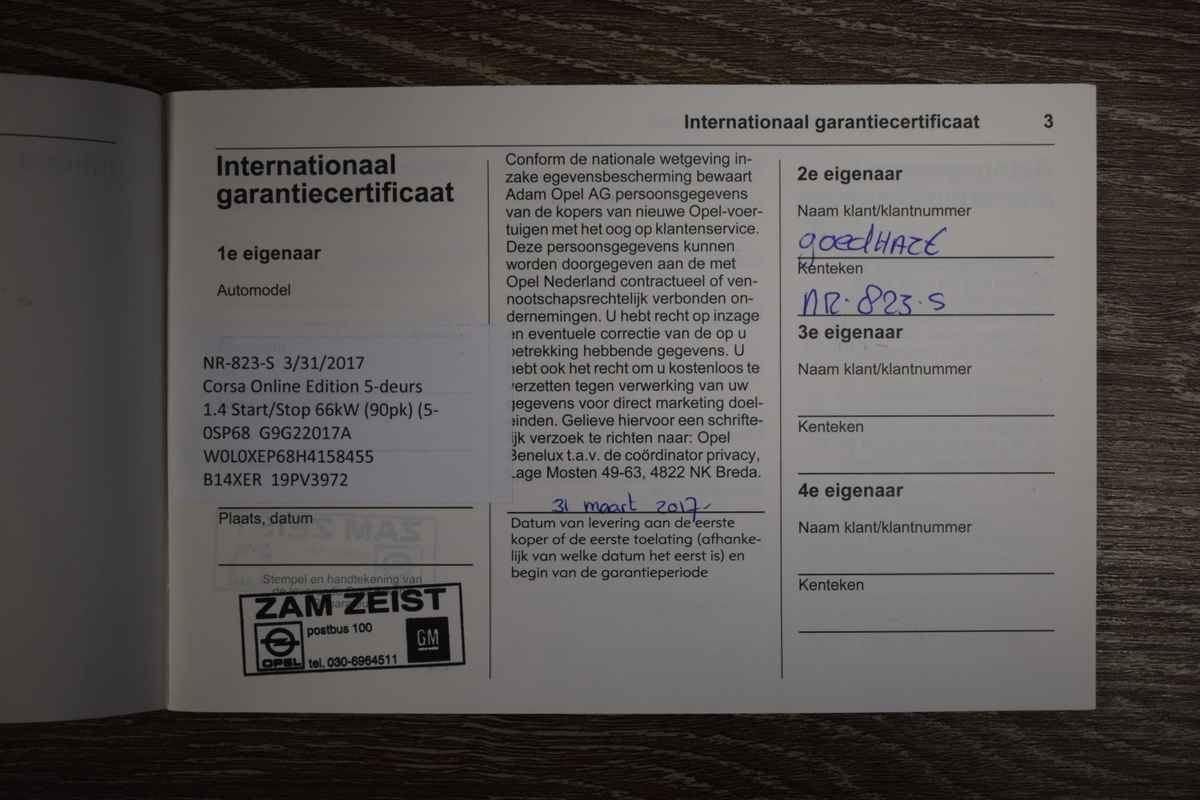 Internationaal garantiecertificaat 3
Internationaal
garantiecertificaat
1e eigenaar
Automodel
NR-823-S 3/31/2017
Corsa Online Edition 5-deurs
1.4 Start/Stop 66kW (90pk) (5-
0SP68 G9G22017A
W0L0XEP68H4158455
B14XER 19PV3972
Plaats, datum
Stempel en handtekening van
ZAM ZEIST
postbus 100
OPEL
tel. 030-6964511
GM
Conform de nationale wetgeving in-
zake egevensbescherming bewaart
Adam Opel AG persoonsgegevens
van de kopers van nieuwe Opel-voer-
tuigen met het oog op klantenservice.
Deze persoonsgegevens kunnen
worden doorgegeven aan de met
Opel Nederland contractueel of ven-
nootschapsrechtelijk verbonden on-
dernemingen. U hebt recht op inzage
en eventuele correctie van de op u
betrekking hebbende gegevens. U
hebt ook het recht om u kosteloos te
verzetten tegen verwerking van uw
gegevens voor direct marketing doel-
einden. Gelieve hiervoor een schrifte-
lijk verzoek te richten naar: Opel
Benelux t.a.v. de coördinator privacy,
Lage Mosten 49-63, 4822 NK Breda.
31 maart 2017
Datum van levering aan de eerste
koper of de eerste toelating (afhanke-
lijk van welke datum het eerst is) en
begin van de garantieperiode
2e eigenaar
Naam klant/klantnummer
Kenteken
NR-823-S
3e eigenaar
Naam klant/klantnummer
Kenteken
4e eigenaar
Naam klant/klantnummer
Kenteken